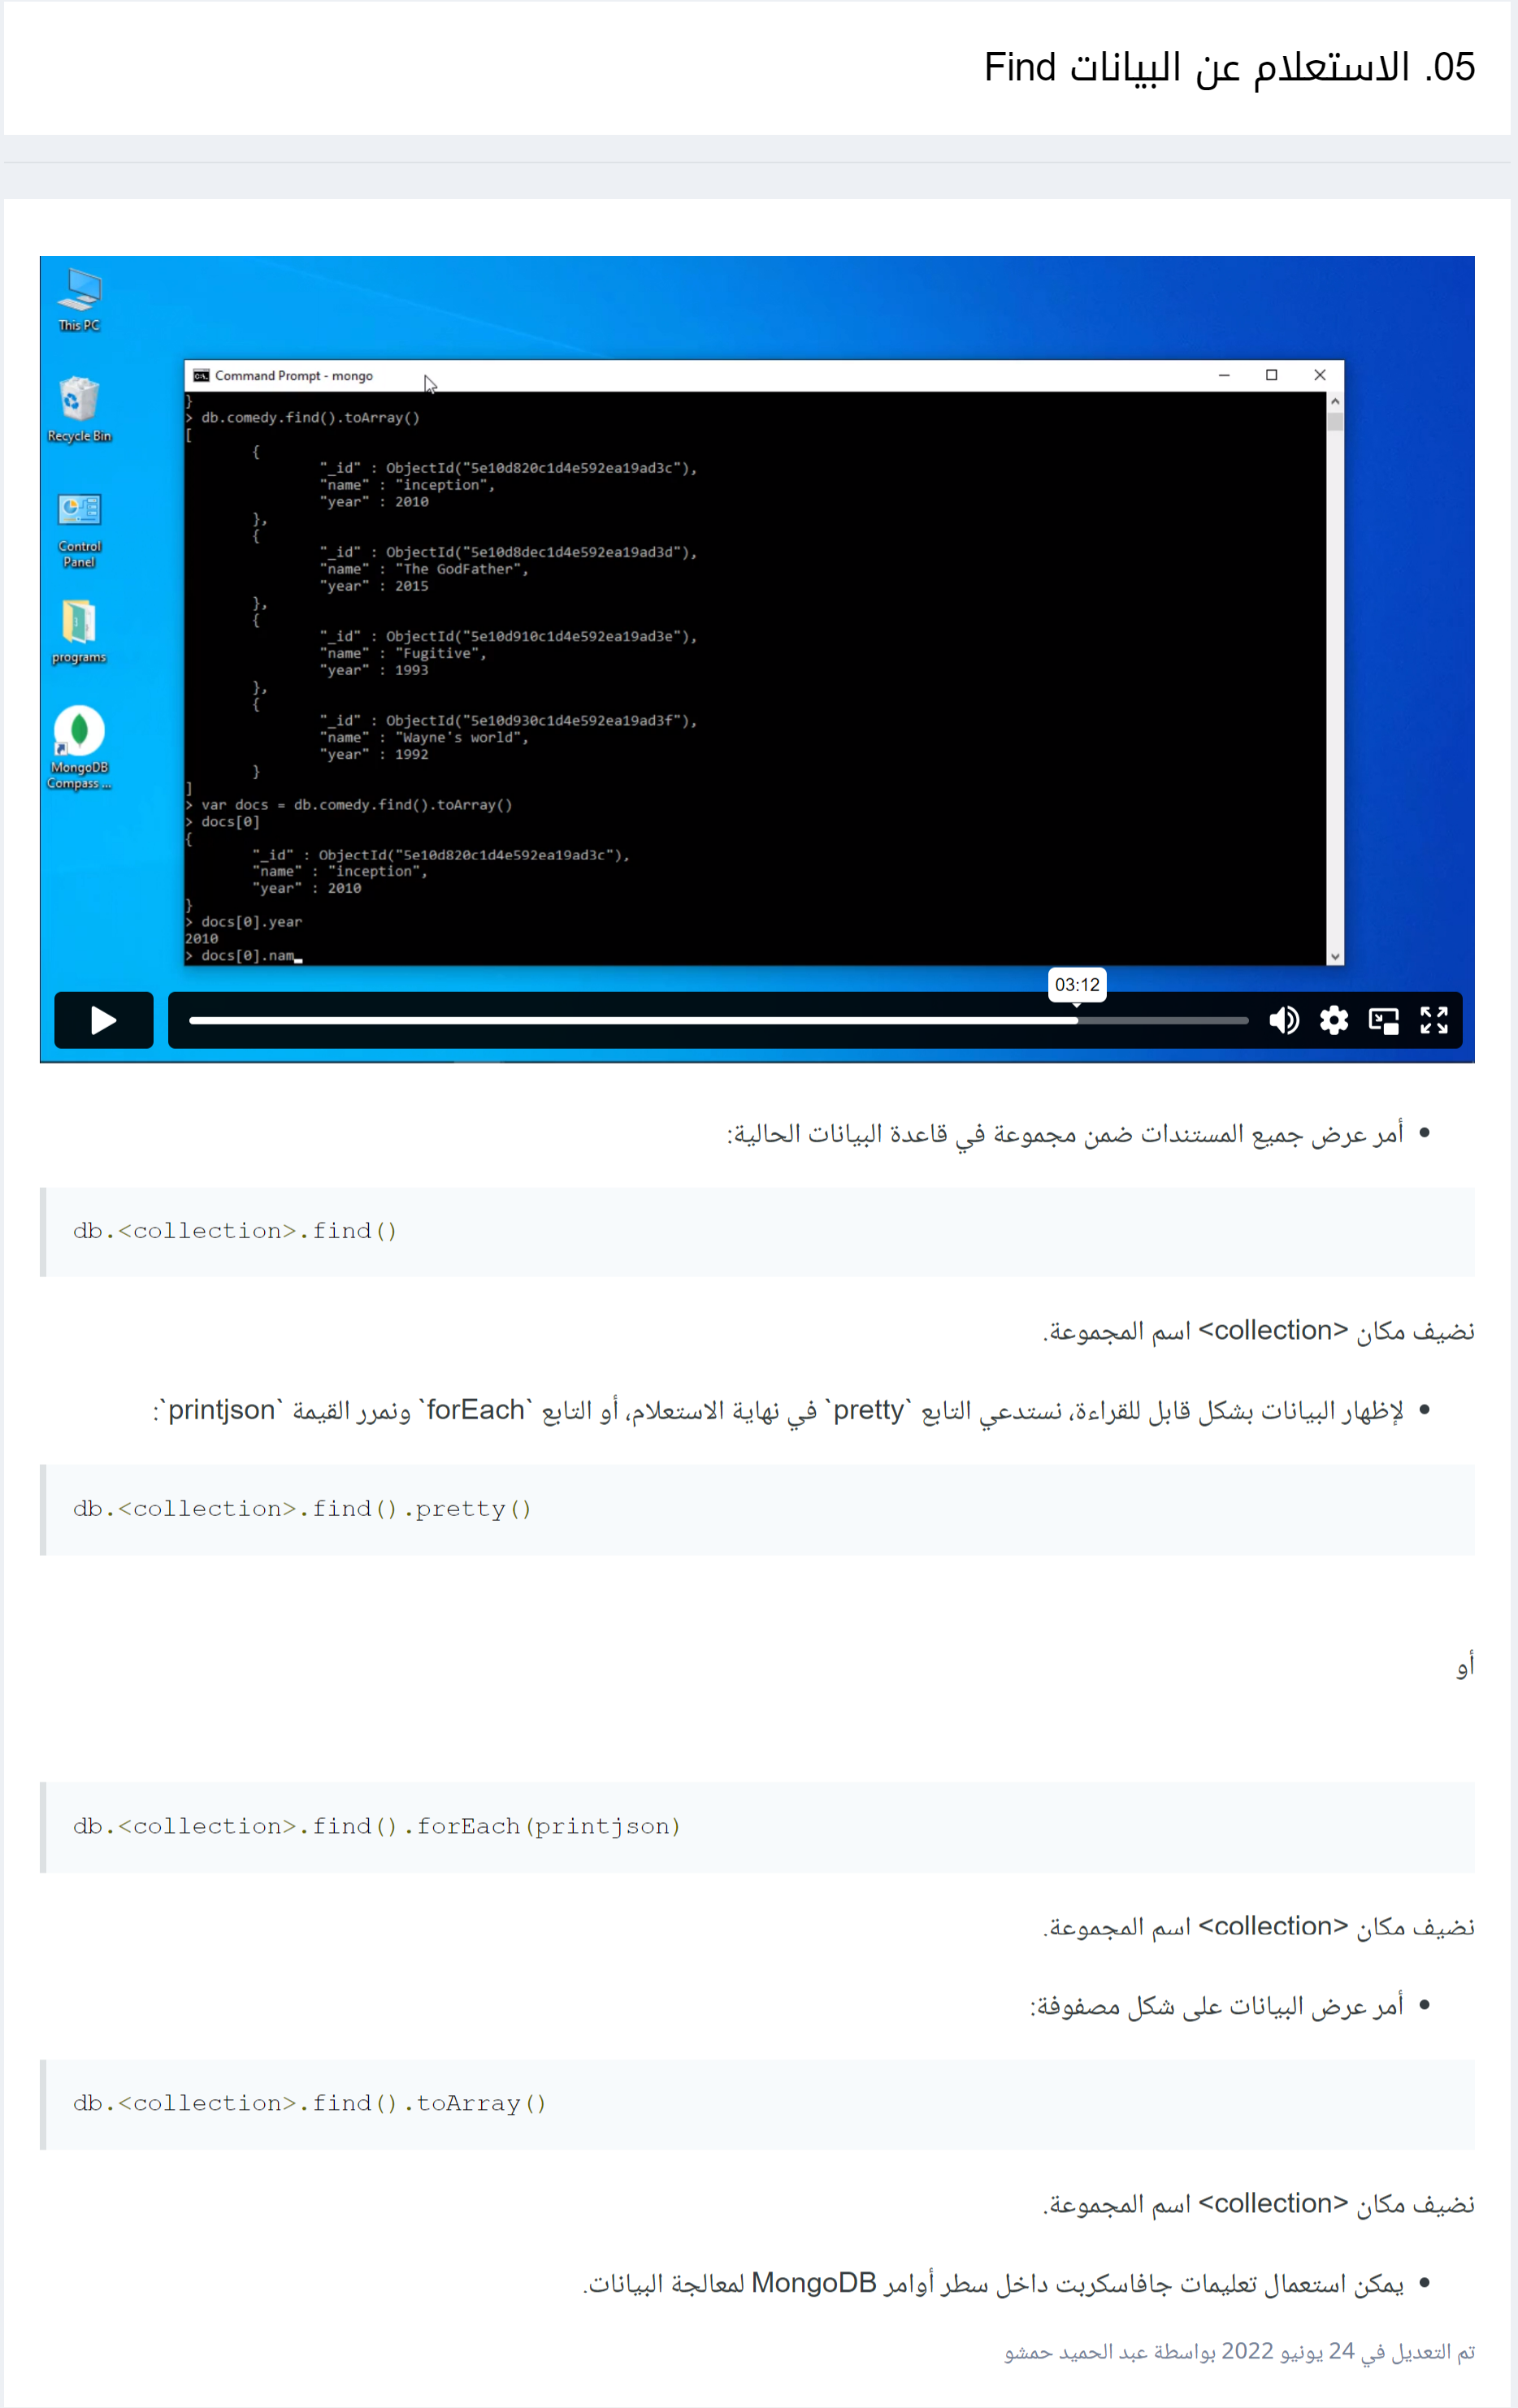 05. الاستعلام عن البيانات Find
This PC
Recycle Bin
Control
Panel
programs
MongoDB
Compass ...
Command Prompt - mongo
}
> db.comedy.find().toArray()
[
{
"_id" : ObjectId("5e10d820c1d4e592ea19ad3c"),
"name" : "inception",
"year" : 2010
},
{
"_id" : ObjectId("5e10d8dec1d4e592ea19ad3d"),
"name" : "The GodFather",
"year" : 2015
},
{
"_id" : ObjectId("5e10d910c1d4e592ea19ad3e"),
"name" : "Fugitive",
"year" : 1993
},
{
"_id" : ObjectId("5e10d930c1d4e592ea19ad3f"),
"name" : "Wayne's world",
"year" : 1992
}
]
> var docs = db.comedy.find().toArray()
> docs[0]
{
"_id" : ObjectId("5e10d820c1d4e592ea19ad3c"),
"name" : "inception",
"year" : 2010
}
> docs[0].year
2010
> docs[0].nam_
03:12
• أمر عرض جميع المستندات ضمن مجموعة في قاعدة البيانات الحالية:
db.<collection>.find()
نضيف مكان <collection> اسم المجموعة.
• لإظهار البيانات بشكل قابل للقراءة، نستدعي التابع `pretty` في نهاية الاستعلام، أو التابع `forEach` ونمرر القيمة `printjson`:
db.<collection>.find().pretty()
أو
db.<collection>.find().forEach(printjson)
نضيف مكان <collection> اسم المجموعة.
• أمر عرض البيانات على شكل مصفوفة:
db.<collection>.find().toArray()
نضيف مكان <collection> اسم المجموعة.
• يمكن استعمال تعليمات جافاسكربت داخل سطر أوامر MongoDB لمعالجة البيانات.
تم التعديل في 24 يونيو 2022 بواسطة عبد الحميد حمشو